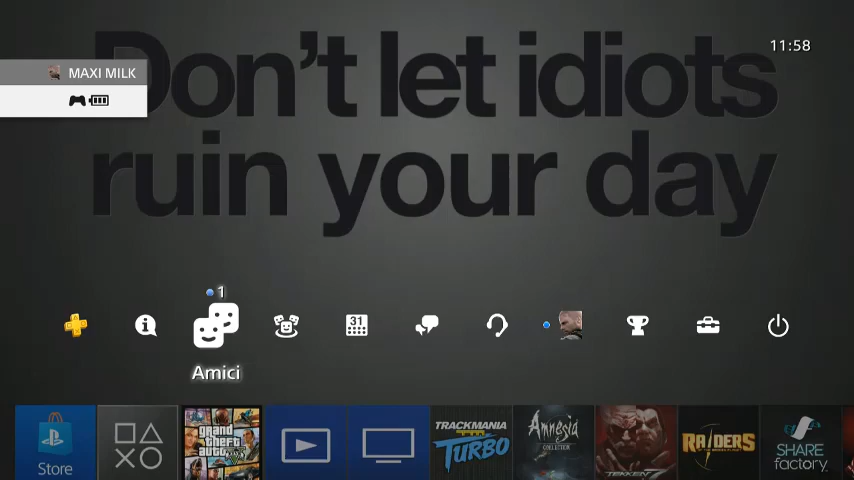 Don't let idiots
ruin your day
11:58
MAXI MILK
1
31
Amici
Store
grand
theft
auto
V
TRACKMANIA
TURBO
Amnesia
COLLECTION
TEKKEN 7
RAIDERS
SHARE
factory